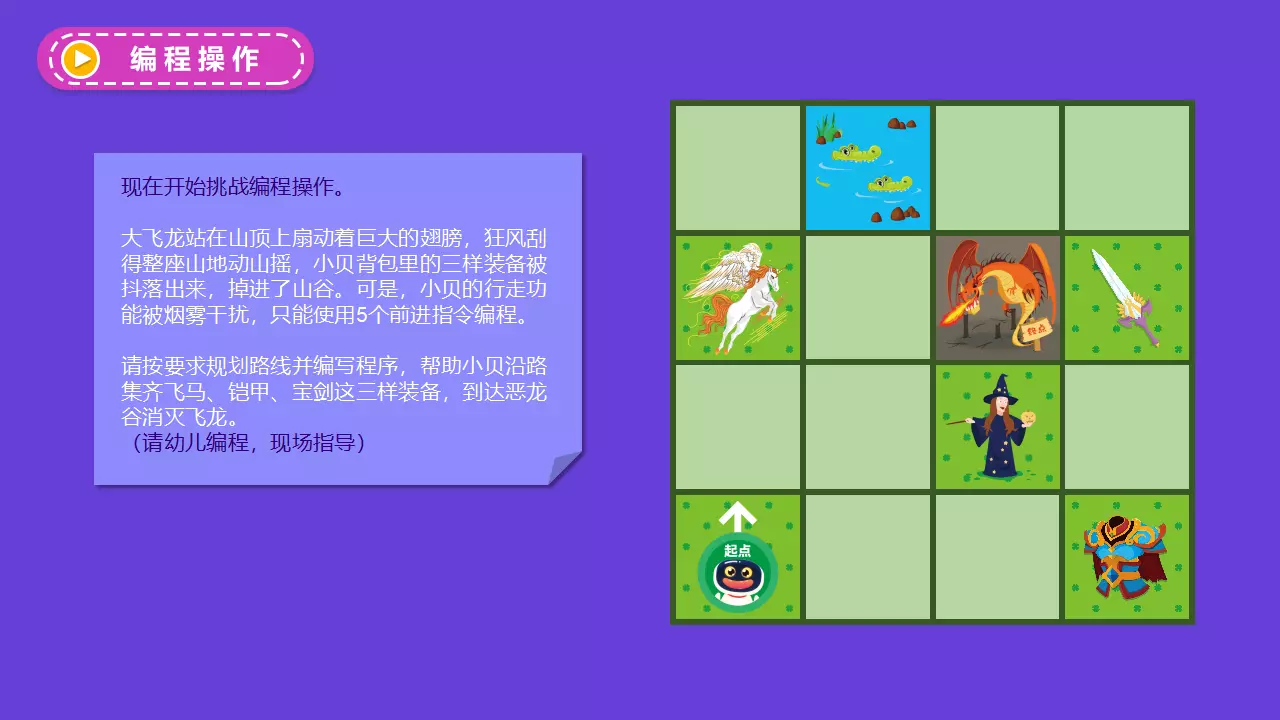 编程操作
现在开始挑战编程操作。
大飞龙站在山顶上扇动着巨大的翅膀，狂风刮
得整座山地动山摇，小贝背包里的三样装备被
抖落出来，掉进了山谷。可是，小贝的行走功
能被烟雾干扰，只能使用5个前进指令编程。
请按要求规划路线并编写程序，帮助小贝沿路
集齐飞马、铠甲、宝剑这三样装备，到达恶龙
谷消灭飞龙。
（请幼儿编程，现场指导）
终点
起点